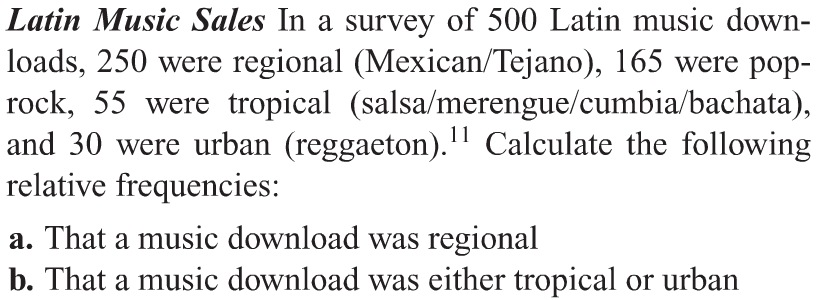 Latin Music Sales In a survey of 500 Latin music down-
loads, 250 were regional (Mexican/Tejano), 165 were pop-
rock, 55 were tropical (salsa/merengue/cumbia/bachata),
and 30 were urban (reggaeton).¹¹ Calculate the following
relative frequencies:
a. That a music download was regional
b. That a music download was either tropical or urban